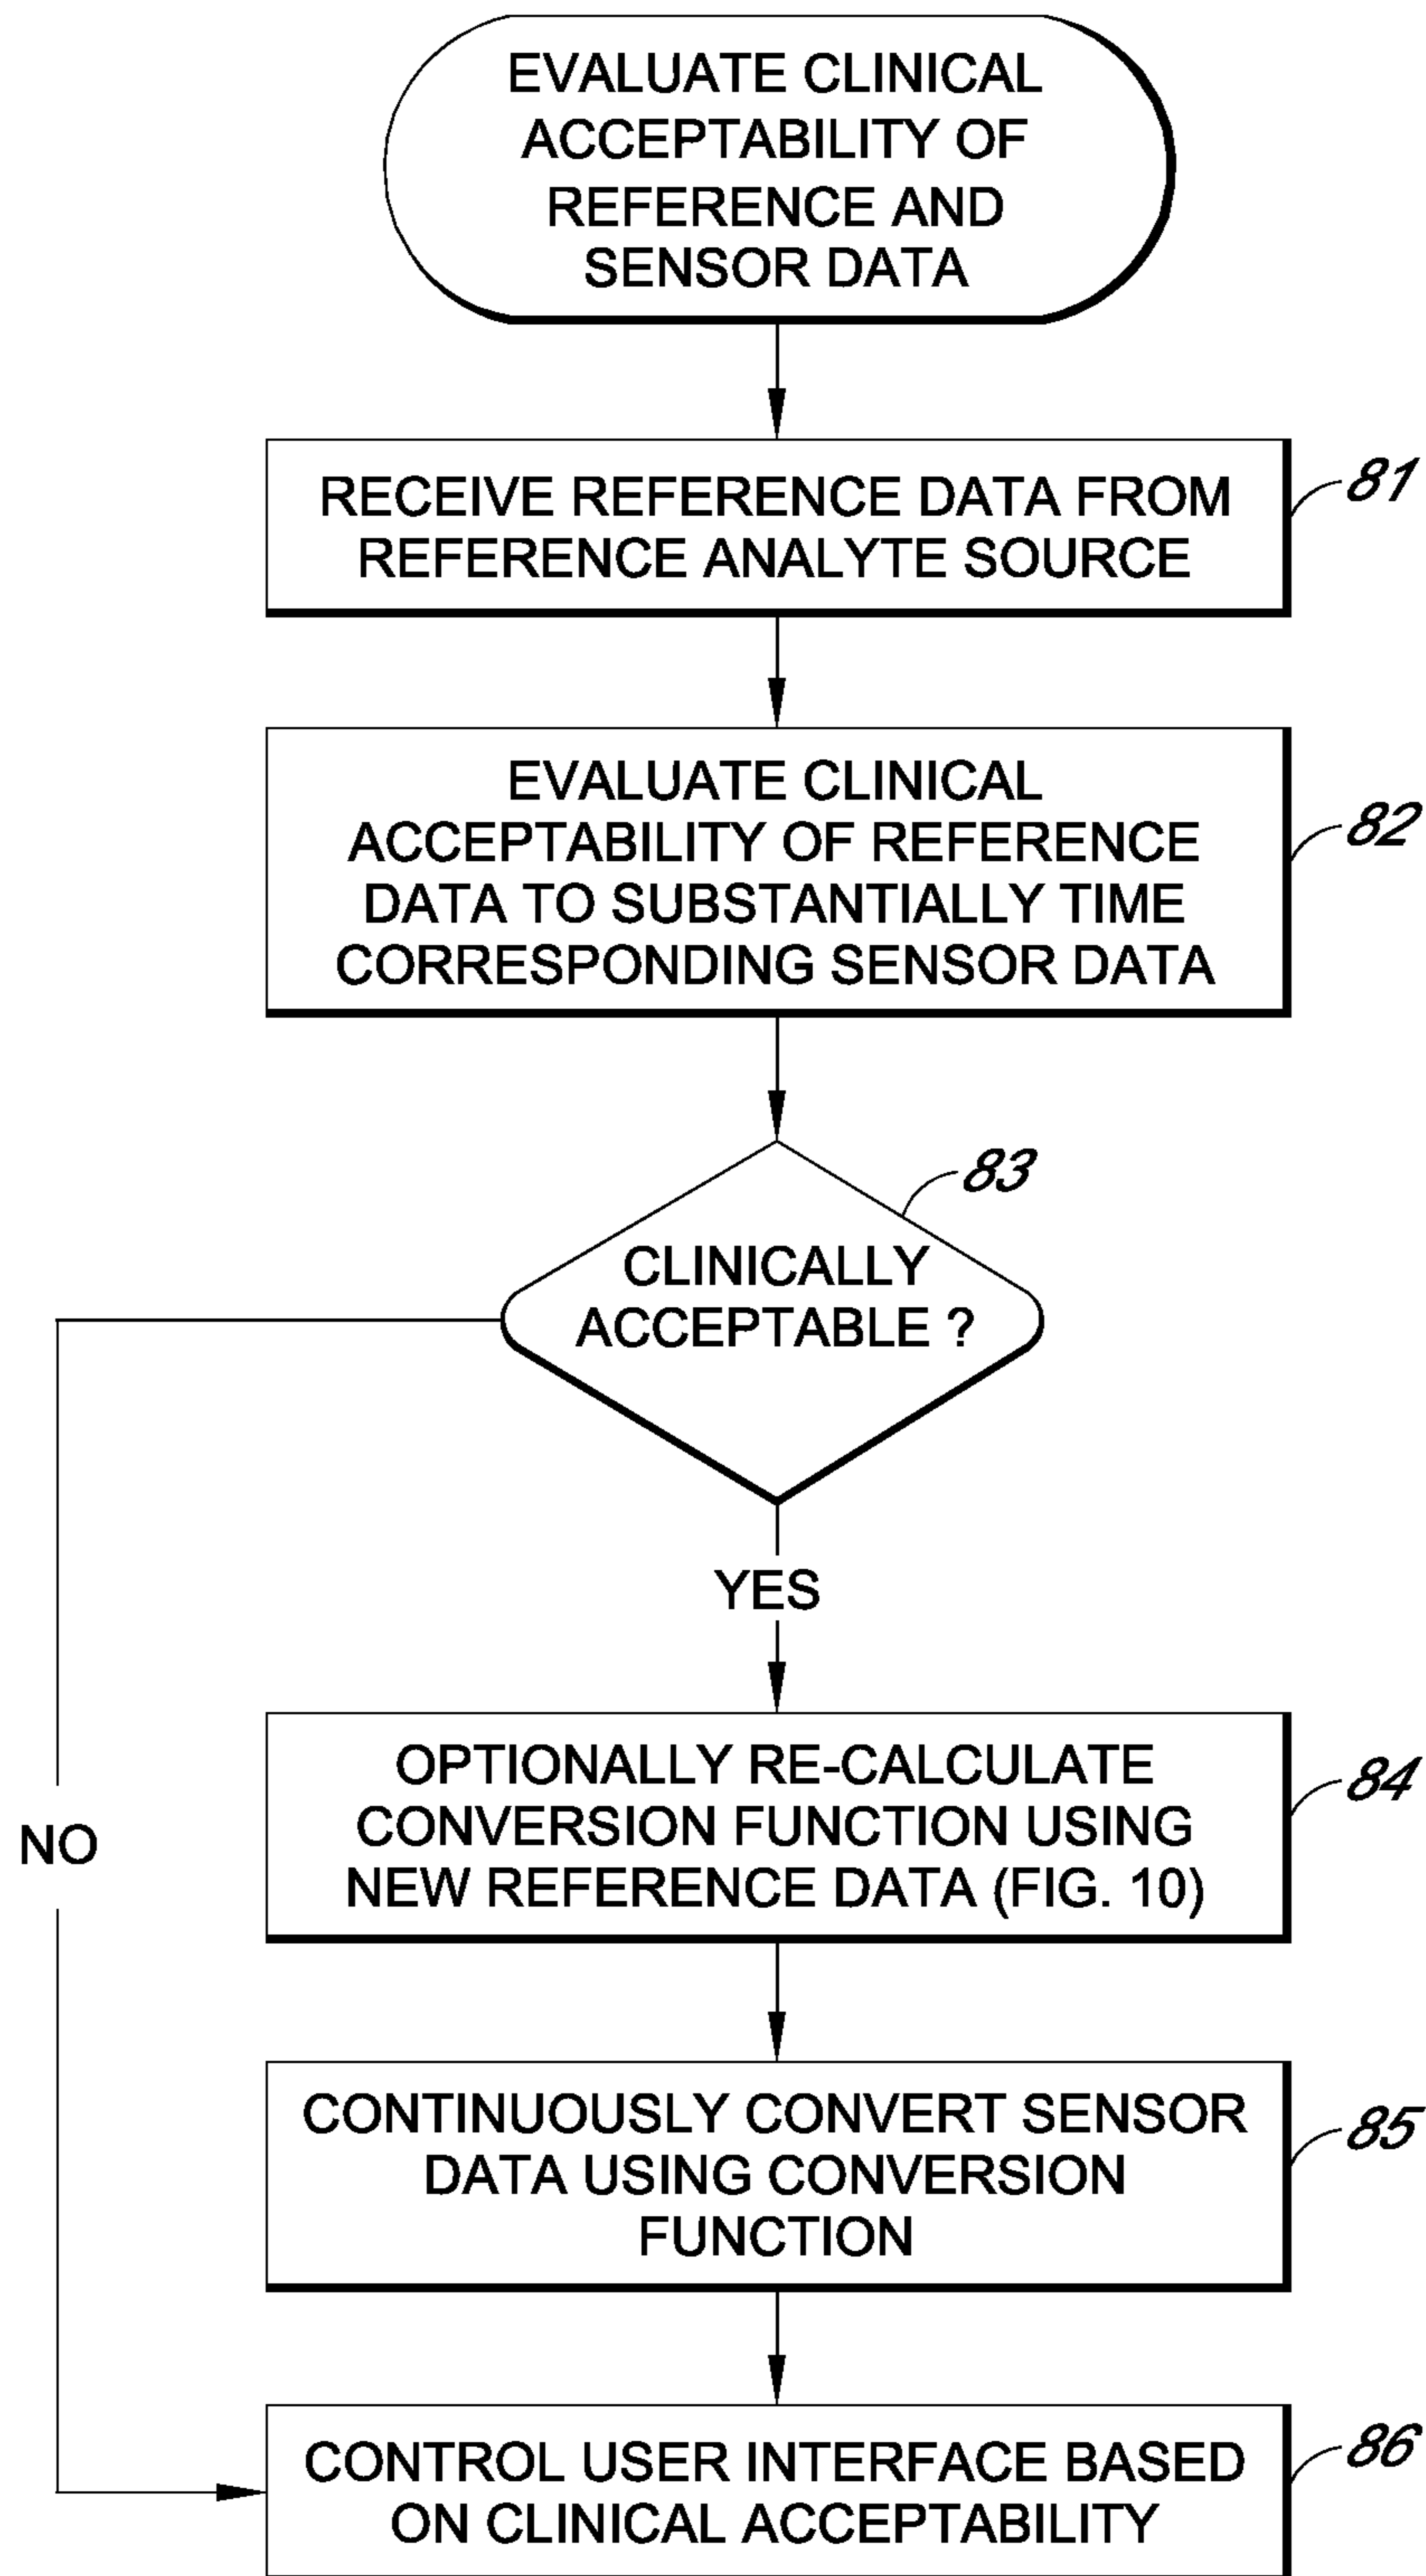 EVALUATE CLINICAL
ACCEPTABILITY OF
REFERENCE AND
SENSOR DATA
RECEIVE REFERENCE DATA FROM
REFERENCE ANALYTE SOURCE
81
EVALUATE CLINICAL
ACCEPTABILITY OF REFERENCE
DATA TO SUBSTANTIALLY TIME
CORRESPONDING SENSOR DATA
82
83
CLINICALLY
ACCEPTABLE ?
YES
NO
OPTIONALLY RE-CALCULATE
CONVERSION FUNCTION USING
NEW REFERENCE DATA (FIG. 10)
84
CONTINUOUSLY CONVERT SENSOR
DATA USING CONVERSION
FUNCTION
85
CONTROL USER INTERFACE BASED
ON CLINICAL ACCEPTABILITY
86